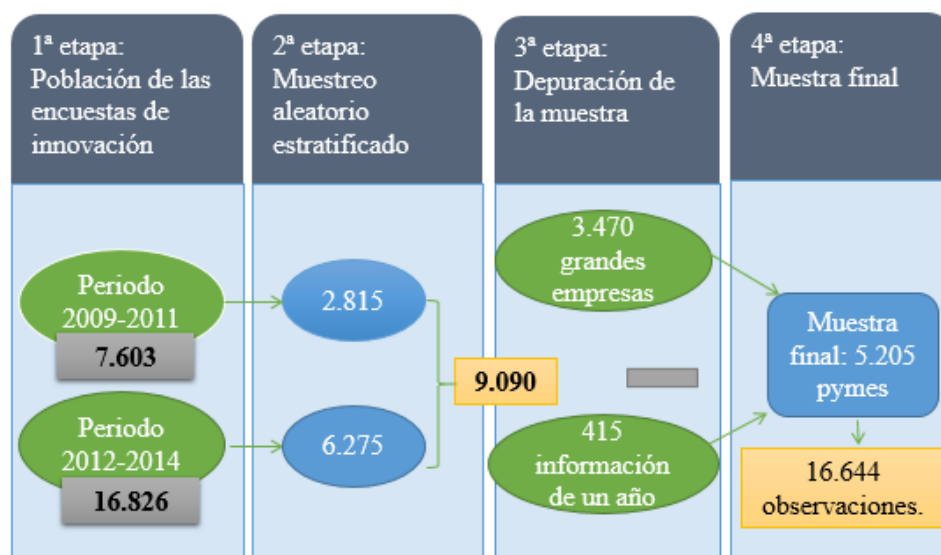 1ª etapa:
Población de las
encuestas de
innovación
2ª etapa:
Muestreo
aleatorio
estratificado
3ª etapa:
Depuración de
la muestra
4ª etapa:
Muestra final
Periodo
2009-2011
7.603
Periodo
2012-2014
16.826
2.815
6.275
9.090
3.470
grandes
empresas
415
información
de un año
Muestra
final: 5.205
pymes
16.644
observaciones.